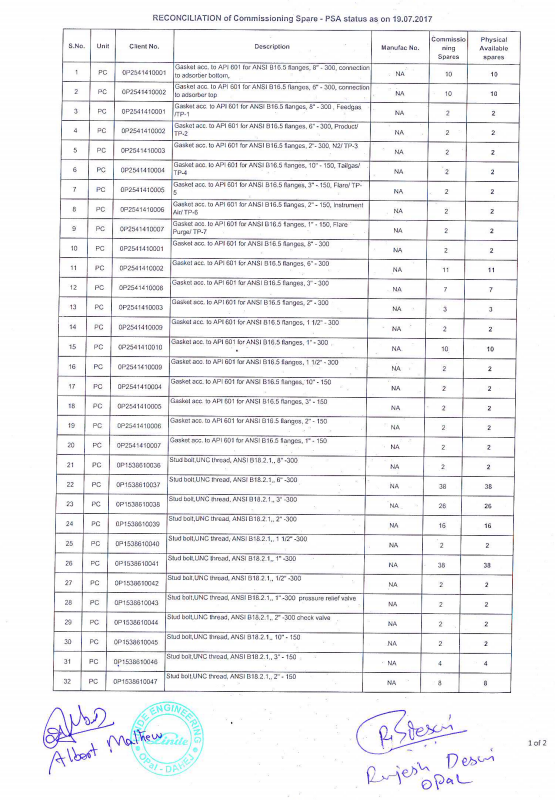 RECONCILIATION of Commissioning Spare - PSA status as on 19.07.2017
S.No. Unit Client No. Description Manufac No. Commissioning Spares Physical Available spares
1 PC 0P2541410001 Gasket acc. to API 601 for ANSI B16.5 flanges, 8" - 300, connection to adsorber bottom, NA 10 10
2 PC 0P2541410002 Gasket acc. to API 601 for ANSI B16.5 flanges, 6" - 300, connection to adsorber top NA 10 10
3 PC 0P2541410001 Gasket acc. to API 601 for ANSI B16.5 flanges, 8" - 300 , Feedgas /TP-1 NA 2 2
4 PC 0P2541410002 Gasket acc. to API 601 for ANSI B16.5 flanges, 6" - 300, Product/ TP-2 NA 2 2
5 PC 0P2541410003 Gasket acc. to API 601 for ANSI B16.5 flanges, 2"- 300, N2/ TP-3 NA 2 2
6 PC 0P2541410004 Gasket acc. to API 601 for ANSI B16.5 flanges, 10" - 150, Tailgas/ TP-4 NA 2 2
7 PC 0P2541410005 Gasket acc. to API 601 for ANSI B16.5 flanges, 3" - 150, Flare/ TP-5 NA 2 2
8 PC 0P2541410006 Gasket acc. to API 601 for ANSI B16.5 flanges, 2" - 150, Instrument Air/ TP-6 NA 2 2
9 PC 0P2541410007 Gasket acc. to API 601 for ANSI B16.5 flanges, 1" - 150, Flare Purge/ TP-7 NA 2 2
10 PC 0P2541410001 Gasket acc. to API 601 for ANSI B16.5 flanges, 8" - 300 NA 2 2
11 PC 0P2541410002 Gasket acc. to API 601 for ANSI B16.5 flanges, 6" - 300 NA 11 11
12 PC 0P2541410008 Gasket acc. to API 601 for ANSI B16.5 flanges, 3" - 300 NA 7 7
13 PC 0P2541410003 Gasket acc. to API 601 for ANSI B16.5 flanges, 2" - 300 NA 3 3
14 PC 0P2541410009 Gasket acc. to API 601 for ANSI B16.5 flanges, 1 1/2" - 300 NA 2 2
15 PC 0P2541410010 Gasket acc. to API 601 for ANSI B16.5 flanges, 1" - 300 NA 10 10
16 PC 0P2541410009 Gasket acc. to API 601 for ANSI B16.5 flanges, 1 1/2" - 300 NA 2 2
17 PC 0P2541410004 Gasket acc. to API 601 for ANSI B16.5 flanges, 10" - 150 NA 2 2
18 PC 0P2541410005 Gasket acc. to API 601 for ANSI B16.5 flanges, 3" - 150 NA 2 2
19 PC 0P2541410006 Gasket acc. to API 601 for ANSI B16.5 flanges, 2" - 150 NA 2 2
20 PC 0P2541410007 Gasket acc. to API 601 for ANSI B16.5 flanges, 1" - 150 NA 2 2
21 PC 0P1538610036 Stud bolt,UNC thread, ANSI B18.2.1,, 8" -300 NA 2 2
22 PC 0P1538610037 Stud bolt,UNC thread, ANSI B18.2.1,, 6" -300 NA 38 38
23 PC 0P1538610038 Stud bolt,UNC thread, ANSI B18.2.1,, 3" -300 NA 26 26
24 PC 0P1538610039 Stud bolt,UNC thread, ANSI B18.2.1,, 2" -300 NA 16 16
25 PC 0P1538610040 Stud bolt,UNC thread, ANSI B18.2.1,, 1 1/2" -300 NA 2 2
26 PC 0P1538610041 Stud bolt,UNC thread, ANSI B18.2.1,, 1" -300 NA 38 38
27 PC 0P1538610042 Stud bolt,UNC thread, ANSI B18.2.1,, 1/2" -300 NA 2 2
28 PC 0P1538610043 Stud bolt,UNC thread, ANSI B18.2.1,, 1" -300 pressure relief valve NA 2 2
29 PC 0P1538610044 Stud bolt,UNC thread, ANSI B18.2.1,, 2" -300 check valve NA 2 2
30 PC 0P1538610045 Stud bolt,UNC thread, ANSI B18.2.1,, 10" - 150 NA 2 2
31 PC 0P1538610046 Stud bolt,UNC thread, ANSI B18.2.1,, 3" - 150 NA 4 4
32 PC 0P1538610047 Stud bolt,UNC thread, ANSI B18.2.1,, 2" - 150 NA 8 8
Albert Mathew
ENGINEERING
OPAL - DAHEJ
Rajesh Desai
OPAL
1 of 2